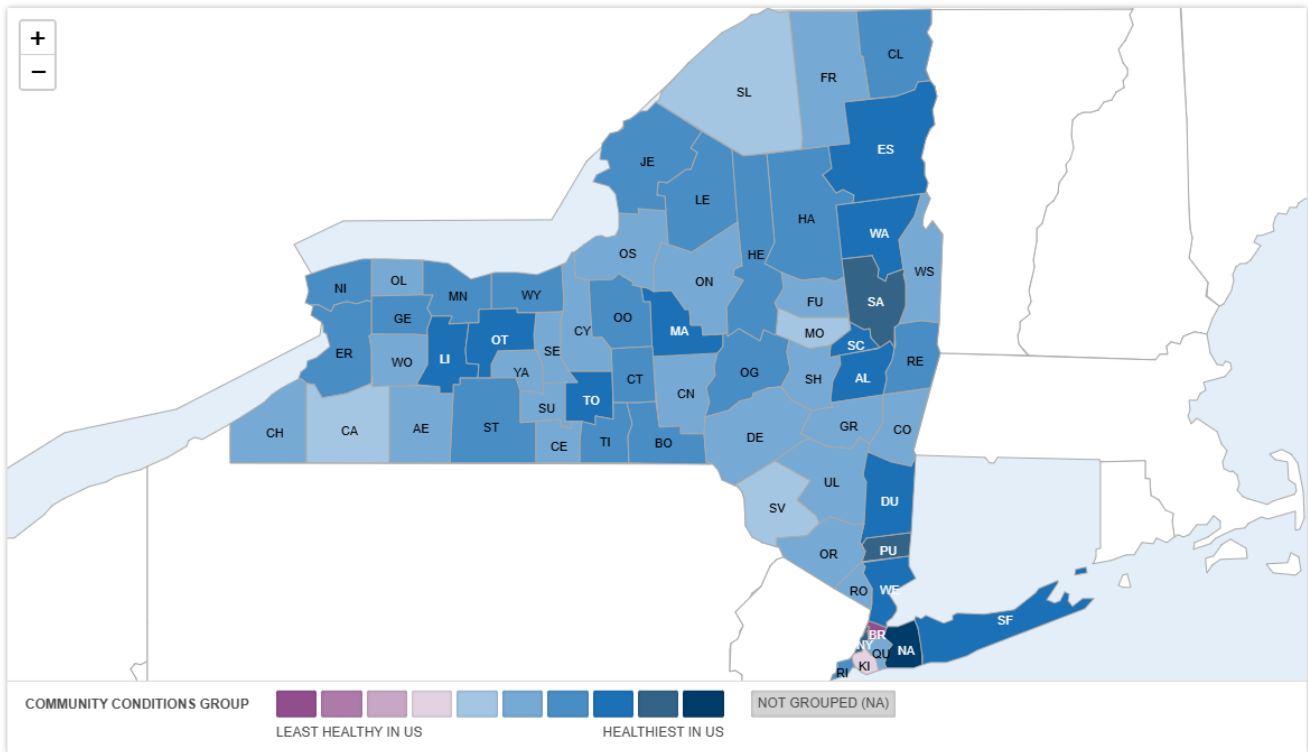 +
−
CL
FR
SL
ES
JE
LE
HA
WA
HE
OS
WS
ON
OL
NI
MN
WY
FU
SA
GE
OO
CY
MA
MO
OT
SC
ER
SE
LI
WO
RE
YA
OG
SH
AL
CT
CN
TO
SU
CH
CA
AE
ST
GR
CO
DE
CE
TI
BO
UL
DU
SV
PU
OR
RO
WE
SF
BR
NY
QU
NA
KI
RI
COMMUNITY CONDITIONS GROUP
NOT GROUPED (NA)
LEAST HEALTHY IN US
HEALTHIEST IN US